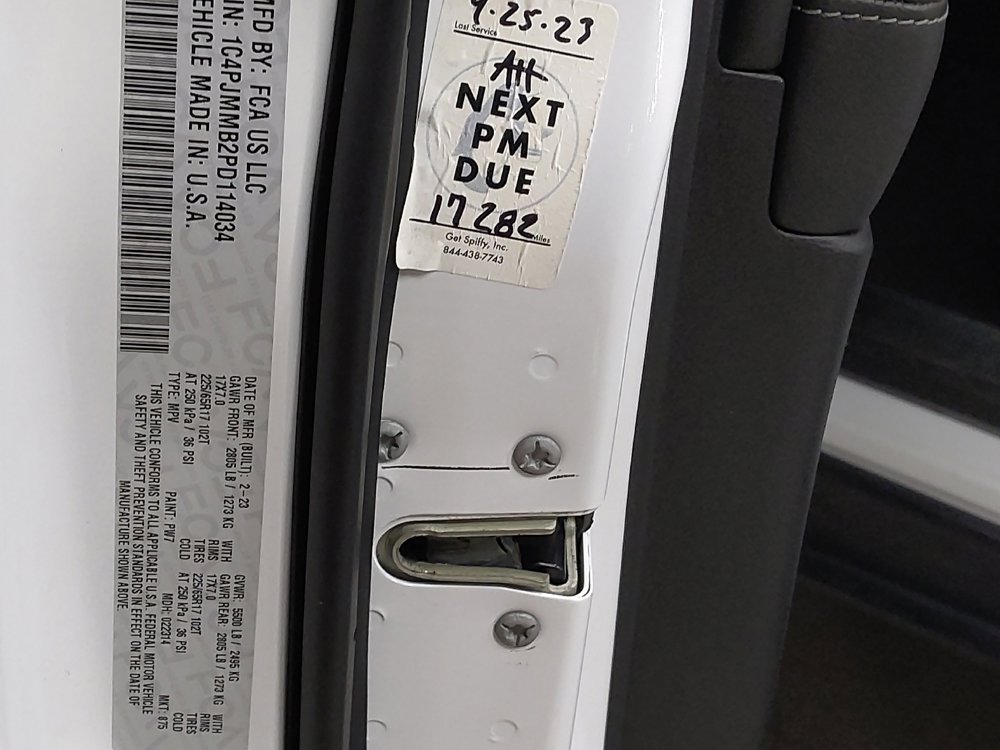 MFD BY: FCA US LLC
VIN: 1C4PJMMB2PD114034
VEHICLE MADE IN: U.S.A.
DATE OF MFR (BUILT): 2-23
GVWR: 5500 LB / 2495 KG
GAWR FRONT: 2805 LB / 1273 KG WITH
GAWR REAR: 2805 LB / 1273 KG WITH
17X7.0 RIMS
17X7.0 RIMS
225/65R17 102T TIRES
225/65R17 102T TIRES
AT 250 kPa / 36 PSI COLD
AT 250 kPa / 36 PSI COLD
TYPE: MPV PAINT: PW7 MDH: 022314 MKT: 875
THIS VEHICLE CONFORMS TO ALL APPLICABLE U.S.A. FEDERAL MOTOR VEHICLE
SAFETY AND THEFT PREVENTION STANDARDS IN EFFECT ON THE DATE OF
MANUFACTURE SHOWN ABOVE.
9-25-23
Last Service
NEXT
PM
DUE
17282
Miles
Get Spiffy, Inc.
844-438-7743